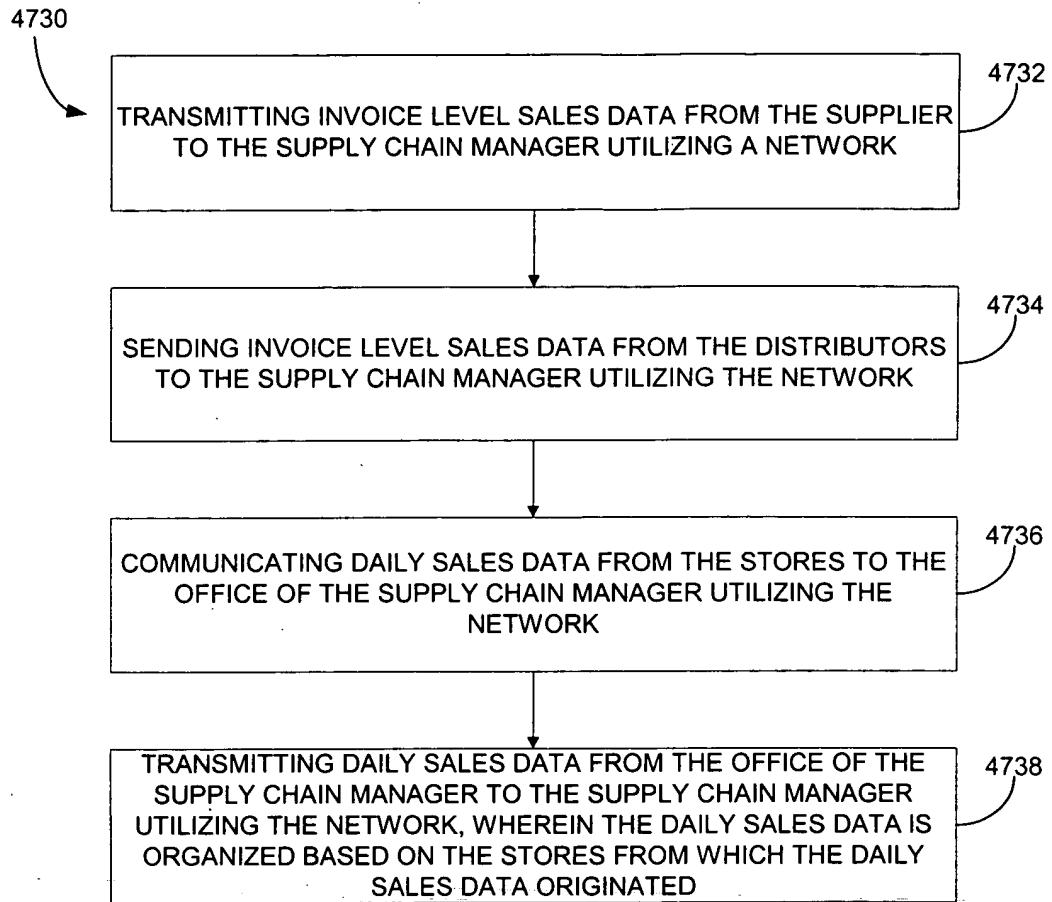 4730
4732
TRANSMITTING INVOICE LEVEL SALES DATA FROM THE SUPPLIER
TO THE SUPPLY CHAIN MANAGER UTILIZING A NETWORK
4734
SENDING INVOICE LEVEL SALES DATA FROM THE DISTRIBUTORS
TO THE SUPPLY CHAIN MANAGER UTILIZING THE NETWORK
4736
COMMUNICATING DAILY SALES DATA FROM THE STORES TO THE
OFFICE OF THE SUPPLY CHAIN MANAGER UTILIZING THE
NETWORK
4738
TRANSMITTING DAILY SALES DATA FROM THE OFFICE OF THE
SUPPLY CHAIN MANAGER TO THE SUPPLY CHAIN MANAGER
UTILIZING THE NETWORK, WHEREIN THE DAILY SALES DATA IS
ORGANIZED BASED ON THE STORES FROM WHICH THE DAILY
SALES DATA ORIGINATED